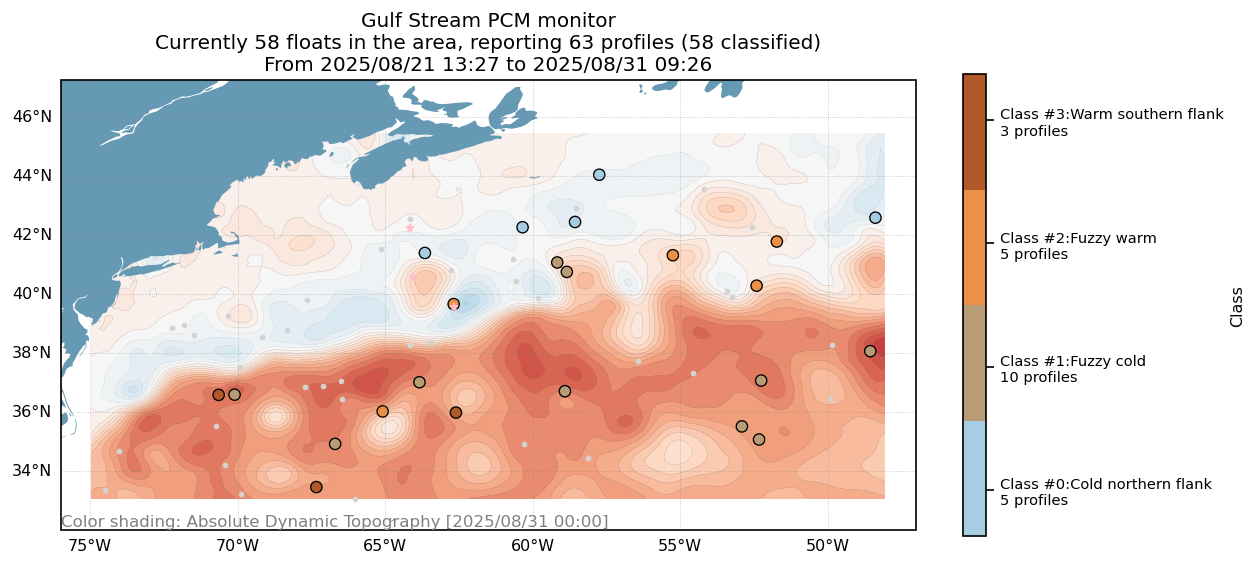 Gulf Stream PCM monitor
Currently 58 floats in the area, reporting 63 profiles (58 classified)
From 2025/08/21 13:27 to 2025/08/31 09:26
46°N
44°N
42°N
40°N
38°N
36°N
34°N
Color shading: Absolute Dynamic Topography [2025/08/31 00:00]
75°W
70°W
65°W
60°W
55°W
50°W
Class #3:Warm southern flank
3 profiles
Class #2:Fuzzy warm
5 profiles
Class #1:Fuzzy cold
10 profiles
Class #0:Cold northern flank
5 profiles
Class